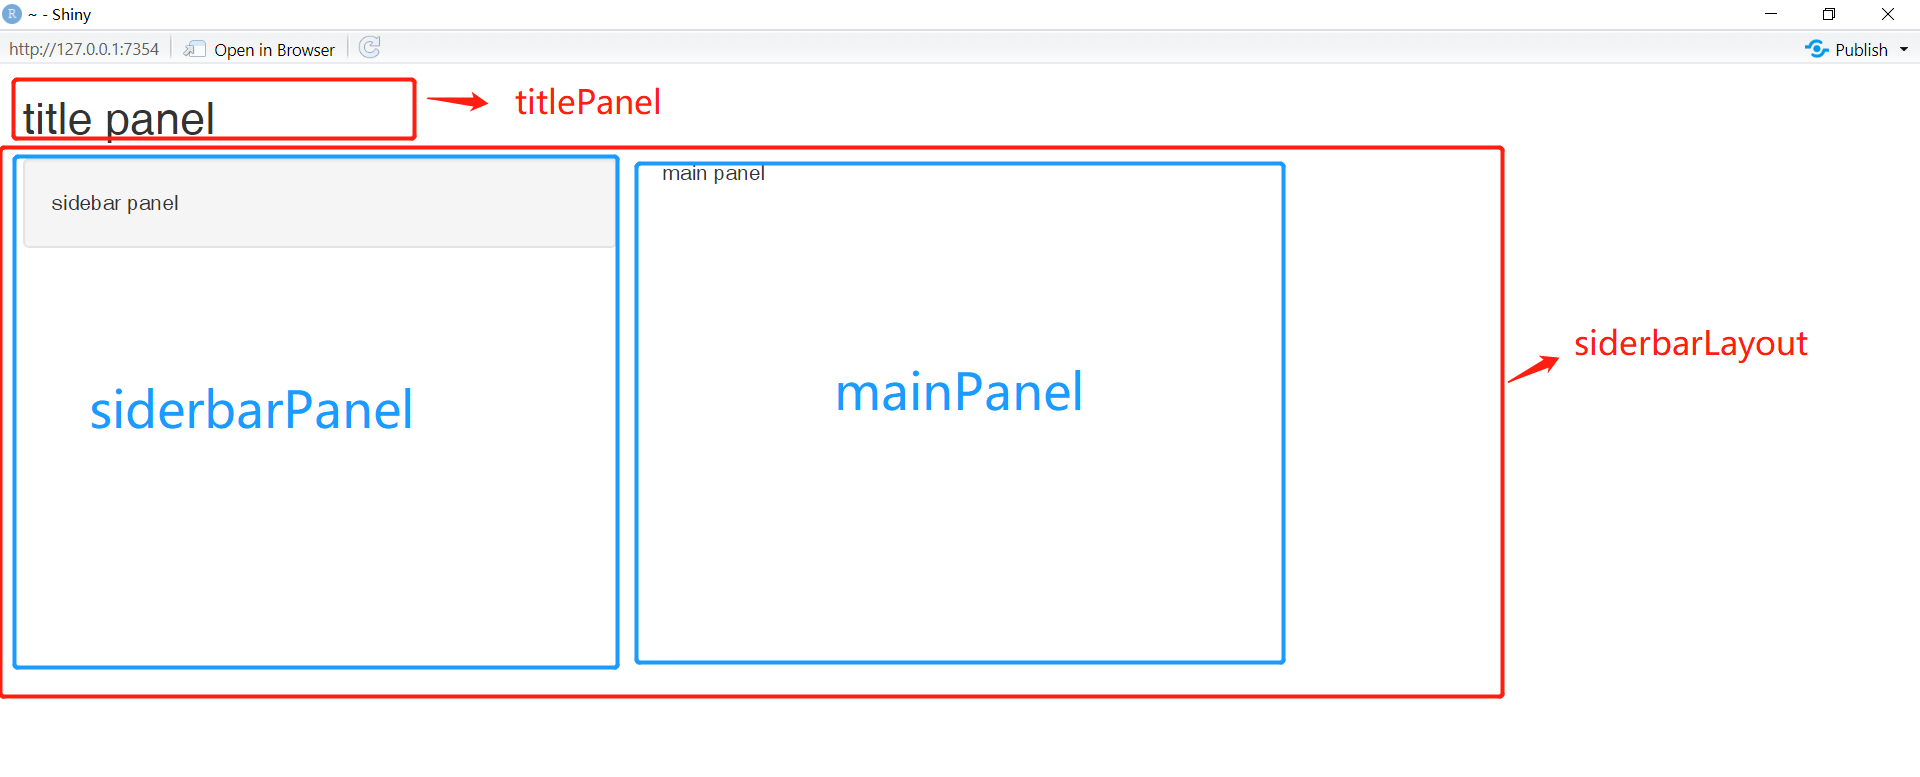 R ~ - Shiny
http://127.0.0.1:7354 Open in Browser Publish
title panel
titlePanel
sidebar panel
main panel
siderbarPanel
mainPanel
siderbarLayout